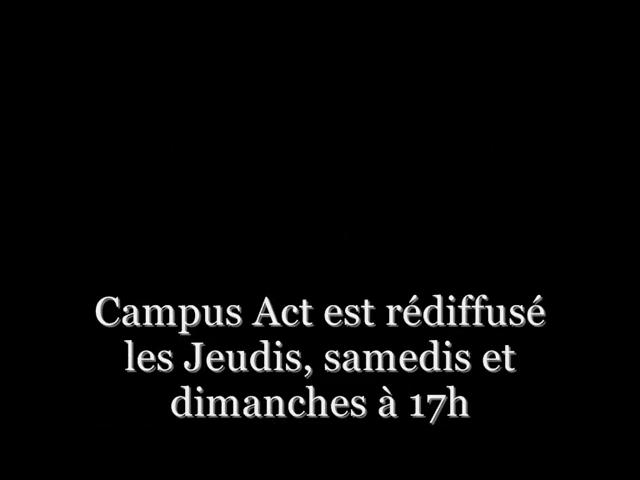 Campus Act est rédiffusé
les Jeudis, samedis et
dimanches à 17h